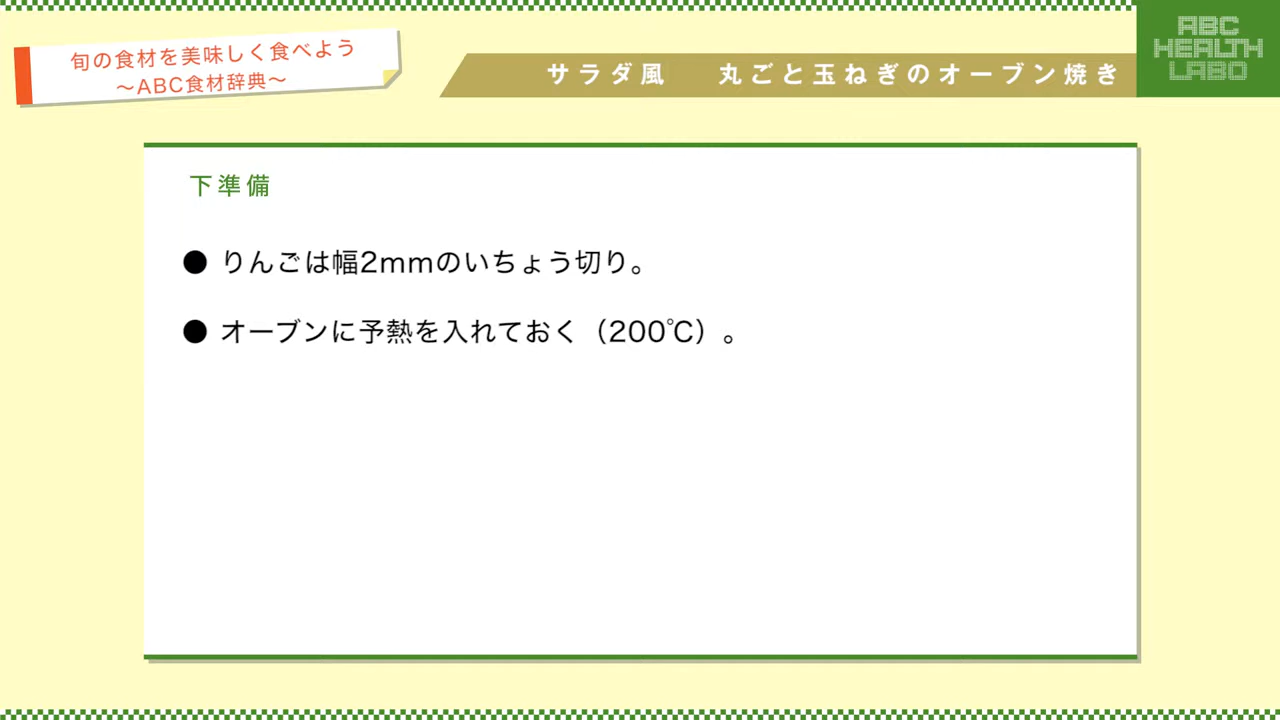 旬の食材を美味しく食べよう
～ABC食材辞典～
サラダ風　丸ごと玉ねぎのオーブン焼き
ABC
HEALTH
LABO
下準備
● りんごは幅2mmのいちょう切り。
● オーブンに予熱を入れておく（200℃）。